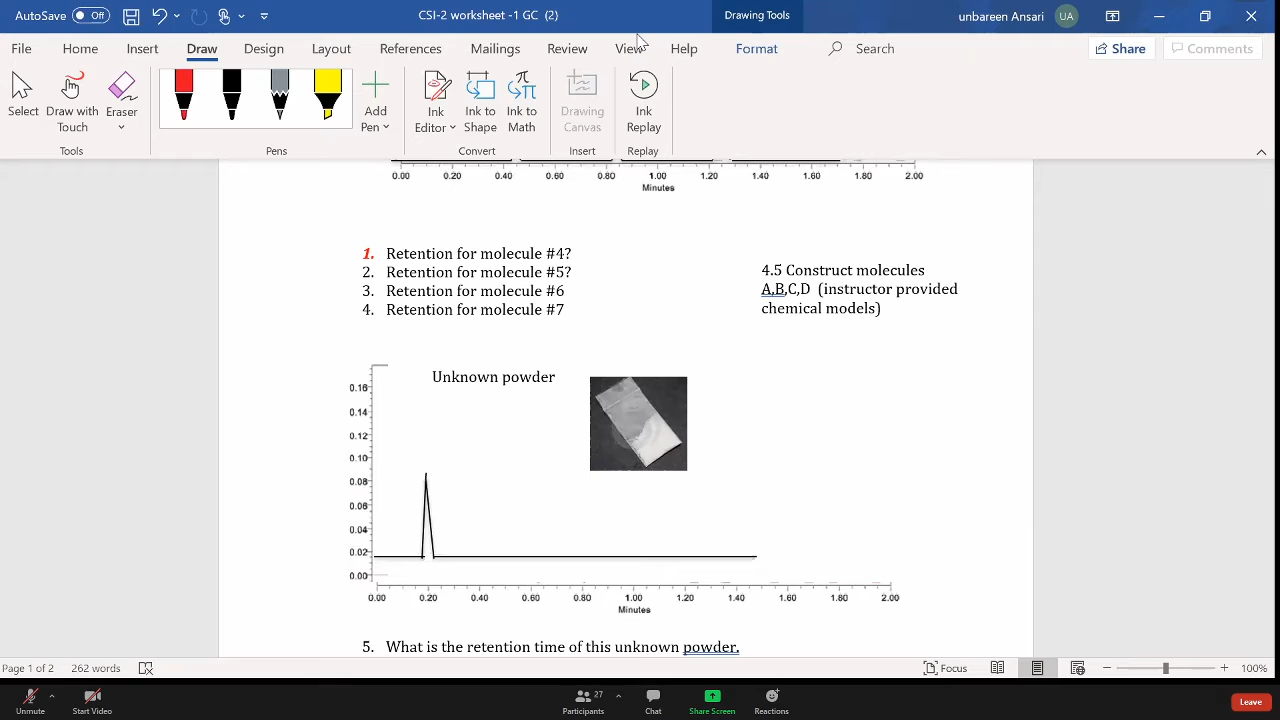 AutoSave Off CSI-2 worksheet -1 GC (2) Drawing Tools unbareen Ansari UA
File Home Insert Draw Design Layout References Mailings Review View Help Format Search Share Comments
Select Draw with Touch Eraser Add Pen Ink Editor Ink to Shape Ink to Math Drawing Canvas Ink Replay
Tools Pens Convert Insert Replay
0.00 0.20 0.40 0.60 0.80 1.00 1.20 1.40 1.60 1.80 2.00
Minutes
1. Retention for molecule #4?
2. Retention for molecule #5?
3. Retention for molecule #6
4. Retention for molecule #7
4.5 Construct molecules
A,B,C,D (instructor provided
chemical models)
Unknown powder
0.16
0.14
0.12
0.10
0.08
0.06
0.04
0.02
0.00
0.00 0.20 0.40 0.60 0.80 1.00 1.20 1.40 1.60 1.80 2.00
Minutes
5. What is the retention time of this unknown powder.
Page 1 of 2 262 words Focus 100%
Unmute Start Video Participants 27 Chat Share Screen Reactions Leave